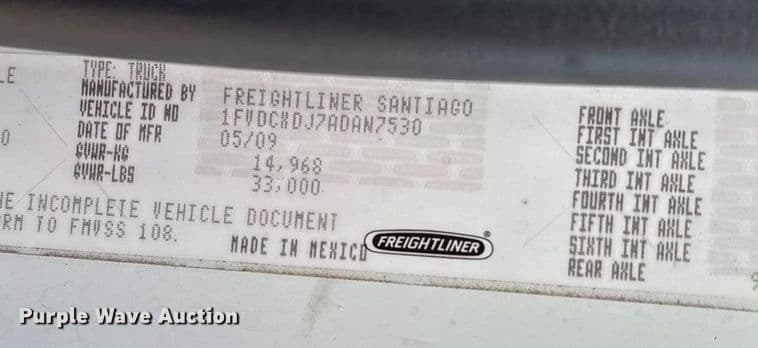 LE
TYPE: TRUCK
MANUFACTURED BY FREIGHTLINER SANTIAGO
VEHICLE ID NO 1FVDCXDJ7ADAN7530
DATE OF MFR 05/09
GVWR-KG 14,968
GVWR-LBS 33,000
0
NE INCOMPLETE VEHICLE DOCUMENT
RM TO FMVSS 108.
MADE IN MEXICO
FREIGHTLINER®
FRONT AXLE
FIRST INT AXLE
SECOND INT AXLE
THIRD INT AXLE
FOURTH INT AXLE
FIFTH INT AXLE
SIXTH INT AXLE
REAR AXLE
Purple Wave Auction